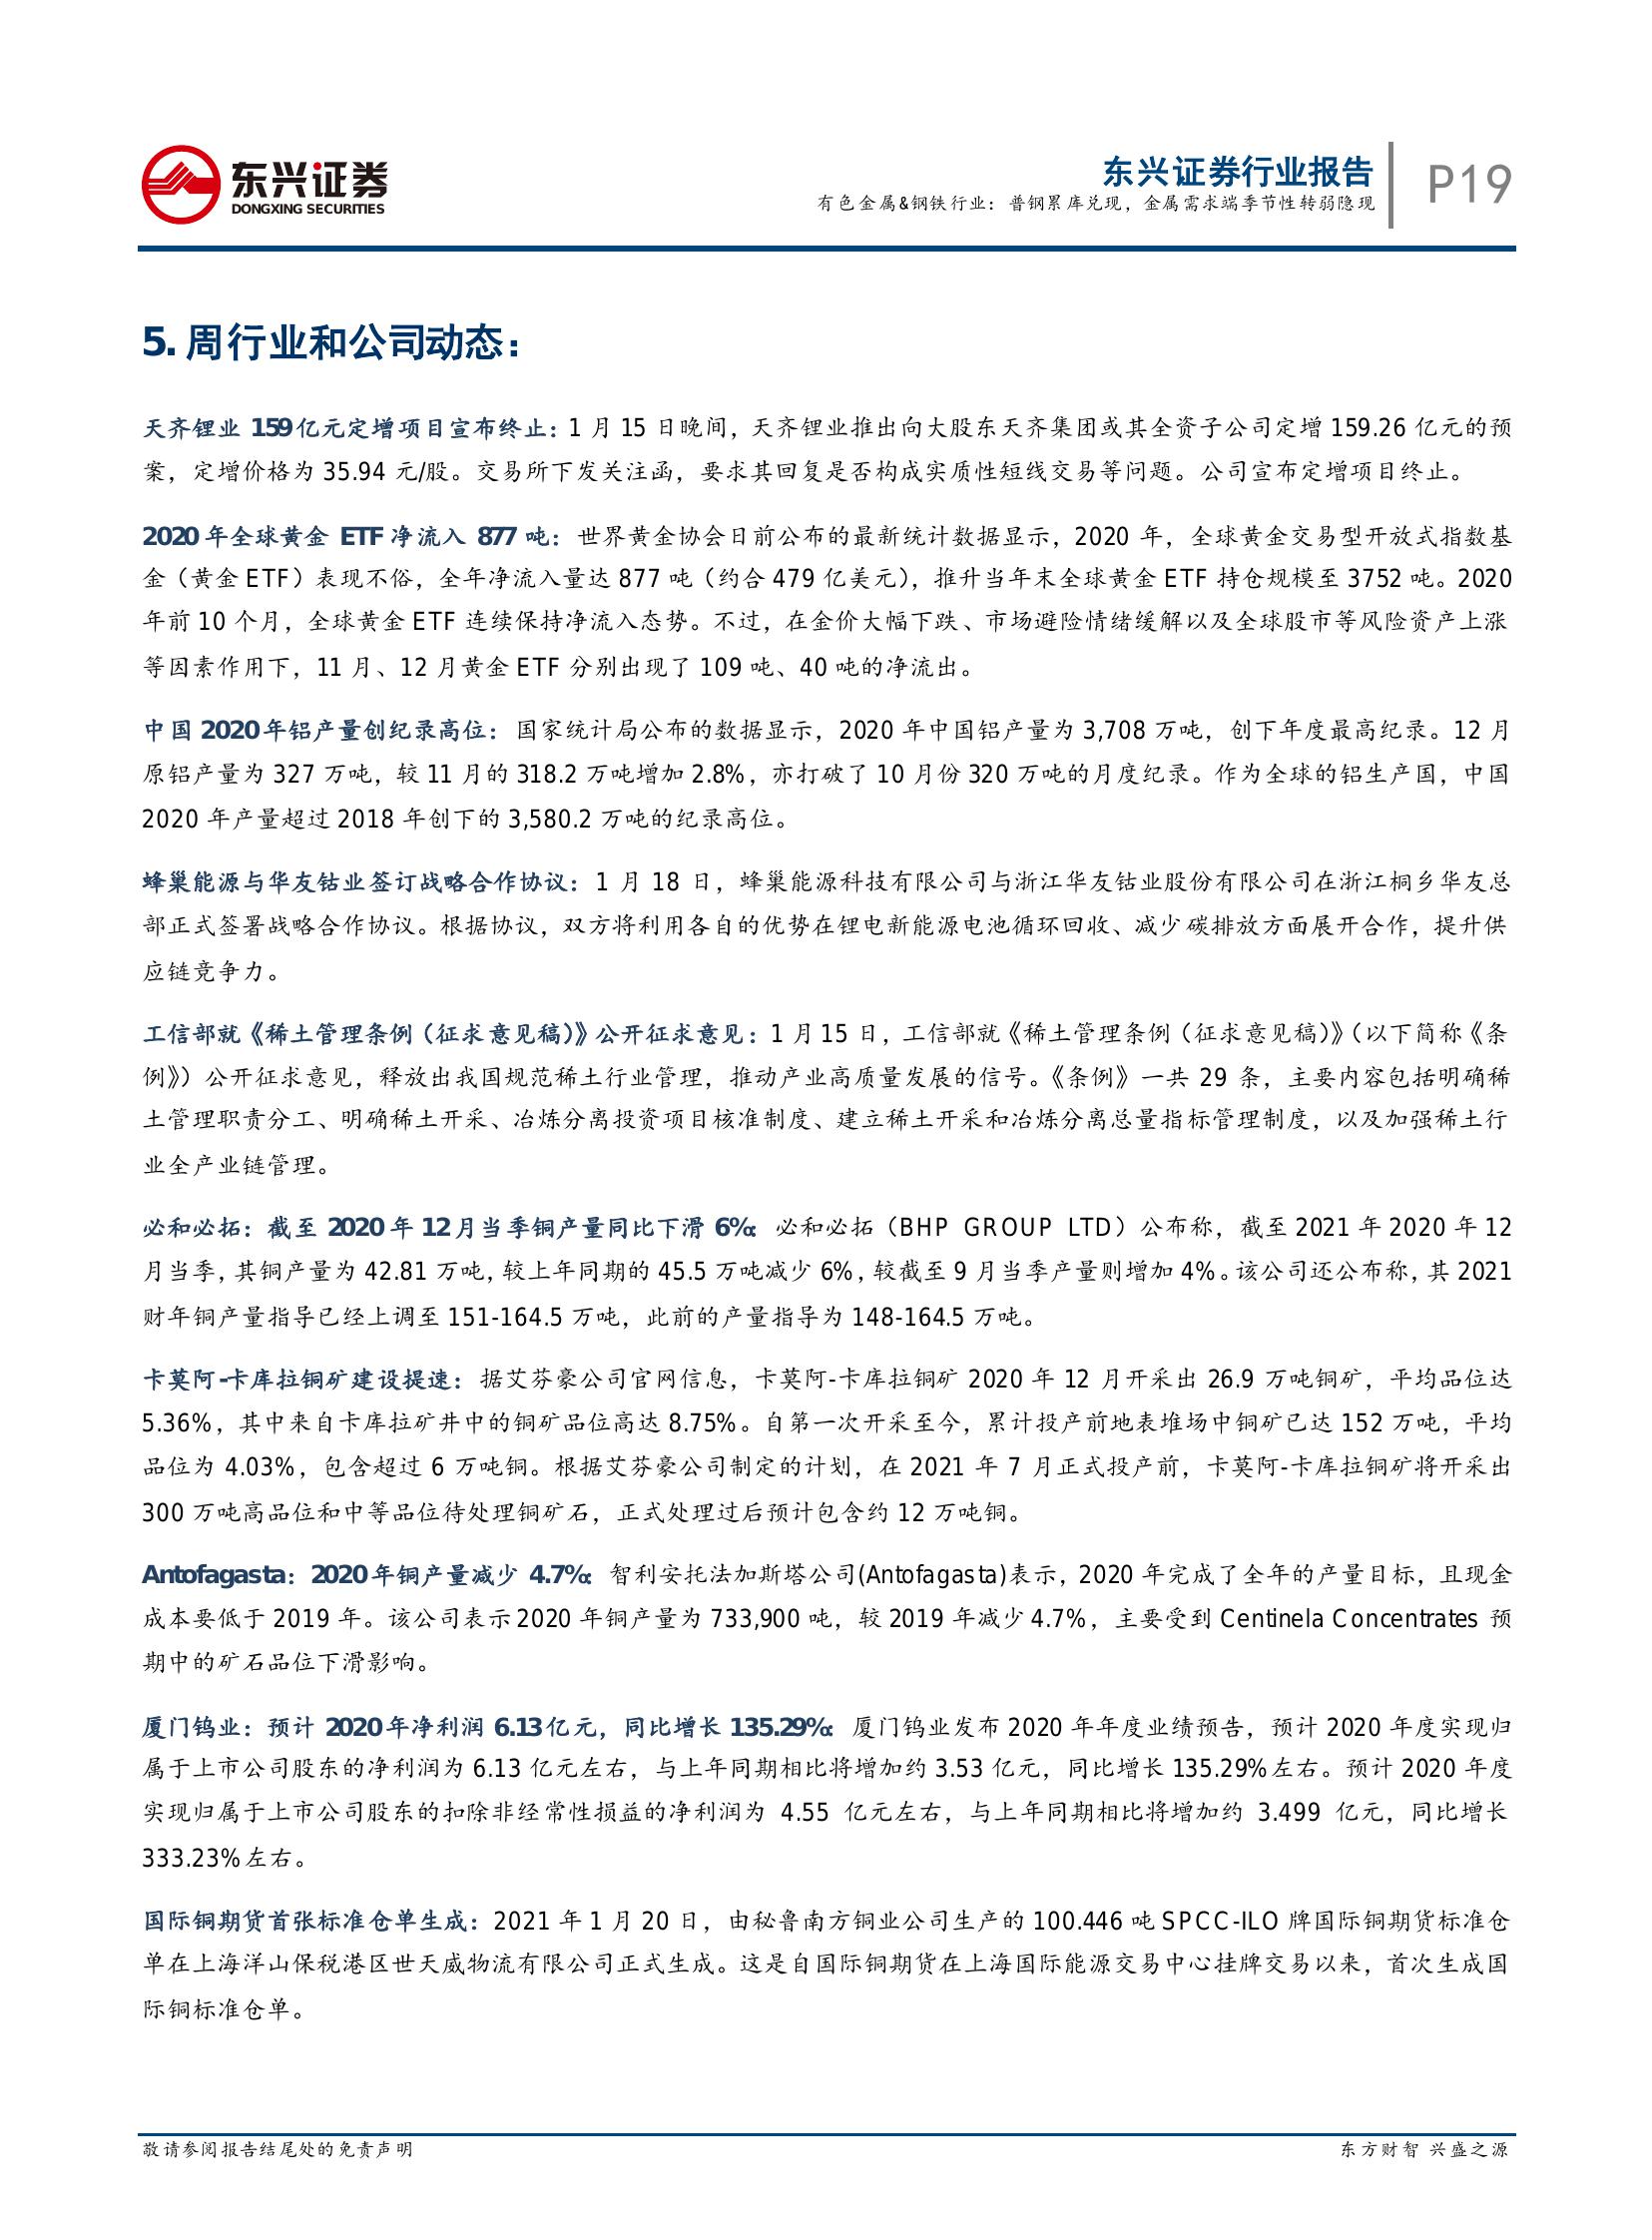 东兴证券
DONGXING SECURITIES
东兴证券行业报告
有色金属&钢铁行业：普钢累库兑现，金属需求端季节性转弱隐现
P19
5. 周行业和公司动态：
天齐锂业 159 亿元定增项目宣布终止：1 月 15 日晚间，天齐锂业推出向大股东天齐集团或其全资子公司定增 159.26 亿元的预
案，定增价格为 35.94 元/股。交易所下发关注函，要求其回复是否构成实质性短线交易等问题。公司宣布定增项目终止。
2020 年全球黄金 ETF 净流入 877 吨：世界黄金协会日前公布的最新统计数据显示，2020 年，全球黄金交易型开放式指数基
金（黄金 ETF）表现不俗，全年净流入量达 877 吨（约合 479 亿美元），推升当年末全球黄金 ETF 持仓规模至 3752 吨。2020
年前 10 个月，全球黄金 ETF 连续保持净流入态势。不过，在金价大幅下跌、市场避险情绪缓解以及全球股市等风险资产上涨
等因素作用下，11 月、12 月黄金 ETF 分别出现了 109 吨、40 吨的净流出。
中国 2020 年铝产量创纪录高位：国家统计局公布的数据显示，2020 年中国铝产量为 3,708 万吨，创下年度最高纪录。12 月
原铝产量为 327 万吨，较 11 月的 318.2 万吨增加 2.8%，亦打破了 10 月份 320 万吨的月度纪录。作为全球的铝生产国，中国
2020 年产量超过 2018 年创下的 3,580.2 万吨的纪录高位。
蜂巢能源与华友钴业签订战略合作协议：1 月 18 日，蜂巢能源科技有限公司与浙江华友钴业股份有限公司在浙江桐乡华友总
部正式签署战略合作协议。根据协议，双方将利用各自的优势在锂电新能源电池循环回收、减少碳排放方面展开合作，提升供
应链竞争力。
工信部就《稀土管理条例（征求意见稿）》公开征求意见：1 月 15 日，工信部就《稀土管理条例（征求意见稿）》（以下简称《条
例》）公开征求意见，释放出我国规范稀土行业管理，推动产业高质量发展的信号。《条例》一共 29 条，主要内容包括明确稀
土管理职责分工、明确稀土开采、冶炼分离投资项目核准制度、建立稀土开采和冶炼分离总量指标管理制度，以及加强稀土行
业全产业链管理。
必和必拓：截至 2020 年 12 月当季铜产量同比下滑 6%：必和必拓（BHP GROUP LTD）公布称，截至 2021 年 2020 年 12
月当季，其铜产量为 42.81 万吨，较上年同期的 45.5 万吨减少 6%，较截至 9 月当季产量则增加 4%。该公司还公布称，其 2021
财年铜产量指导已经上调至 151-164.5 万吨，此前的产量指导为 148-164.5 万吨。
卡莫阿-卡库拉铜矿建设提速：据艾芬豪公司官网信息，卡莫阿-卡库拉铜矿 2020 年 12 月开采出 26.9 万吨铜矿，平均品位达
5.36%，其中来自卡库拉矿井中的铜矿品位高达 8.75%。自第一次开采至今，累计投产前地表堆场中铜矿已达 152 万吨，平均
品位为 4.03%，包含超过 6 万吨铜。根据艾芬豪公司制定的计划，在 2021 年 7 月正式投产前，卡莫阿-卡库拉铜矿将开采出
300 万吨高品位和中等品位待处理铜矿石，正式处理过后预计包含约 12 万吨铜。
Antofagasta：2020 年铜产量减少 4.7%：智利安托法加斯塔公司(Antofagasta)表示，2020 年完成了全年的产量目标，且现金
成本要低于 2019 年。该公司表示 2020 年铜产量为 733,900 吨，较 2019 年减少 4.7%，主要受到 Centinela Concentrates 预
期中的矿石品位下滑影响。
厦门钨业：预计 2020 年净利润 6.13 亿元，同比增长 135.29%：厦门钨业发布 2020 年年度业绩预告，预计 2020 年度实现归
属于上市公司股东的净利润为 6.13 亿元左右，与上年同期相比将增加约 3.53 亿元，同比增长 135.29%左右。预计 2020 年度
实现归属于上市公司股东的扣除非经常性损益的净利润为 4.55 亿元左右，与上年同期相比将增加约 3.499 亿元，同比增长
333.23%左右。
国际铜期货首张标准仓单生成：2021 年 1 月 20 日，由秘鲁南方铜业公司生产的 100.446 吨 SPCC-ILO 牌国际铜期货标准仓
单在上海洋山保税港区世天威物流有限公司正式生成。这是自国际铜期货在上海国际能源交易中心挂牌交易以来，首次生成国
际铜标准仓单。
敬请参阅报告结尾处的免责声明
东方财智 兴盛之源